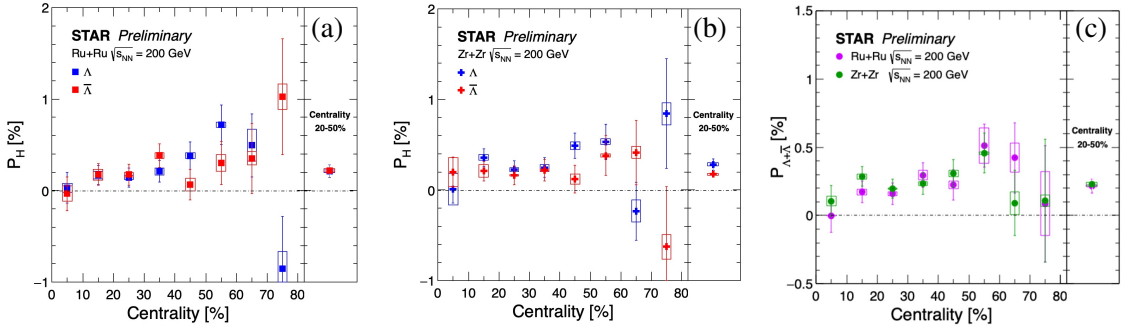 (a)
STAR Preliminary
Ru+Ru √sNN = 200 GeV
Λ
Λ̅
Centrality
20-50%
PH [%]
2
1
0
−1
0 10 20 30 40 50 60 70 80
Centrality [%]
(b)
STAR Preliminary
Zr+Zr √sNN = 200 GeV
Λ
Λ̅
Centrality
20-50%
PH [%]
2
1
0
−1
0 10 20 30 40 50 60 70 80
Centrality [%]
(c)
STAR Preliminary
Ru+Ru √sNN = 200 GeV
Zr+Zr √sNN = 200 GeV
Centrality
20-50%
PΛ+Λ̅ [%]
1.5
1
0.5
0.0
−0.5
0 10 20 30 40 50 60 70 80
Centrality [%]